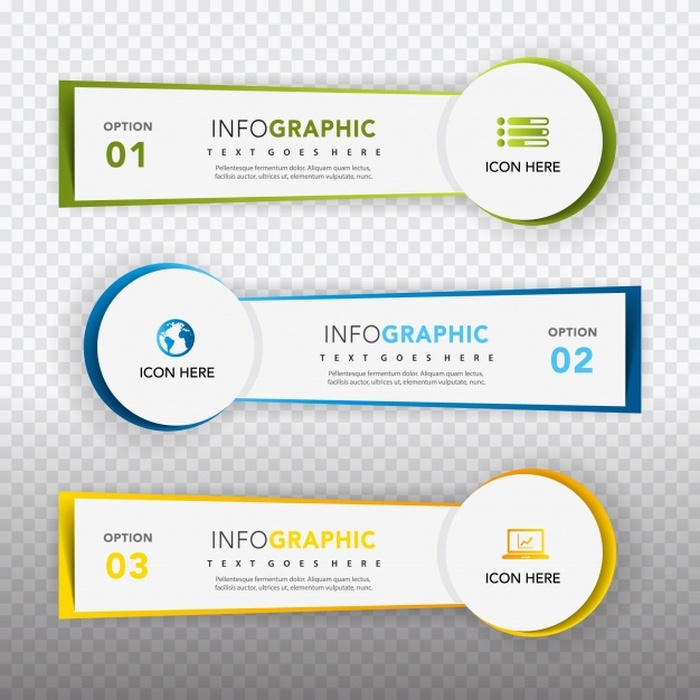 OPTION
01
INFOGRAPHIC
TEXT GOES HERE
Pellentesque fermentum dolor. Aliquam quam lectus,
facilisis auctor, ultrices ut, elementum vulputate, nunc.
ICON HERE
ICON HERE
INFOGRAPHIC
TEXT GOES HERE
Pellentesque fermentum dolor. Aliquam quam lectus,
facilisis auctor, ultrices ut, elementum vulputate, nunc.
OPTION
02
OPTION
03
INFOGRAPHIC
TEXT GOES HERE
Pellentesque fermentum dolor. Aliquam quam lectus,
facilisis auctor, ultrices ut, elementum vulputate, nunc.
ICON HERE